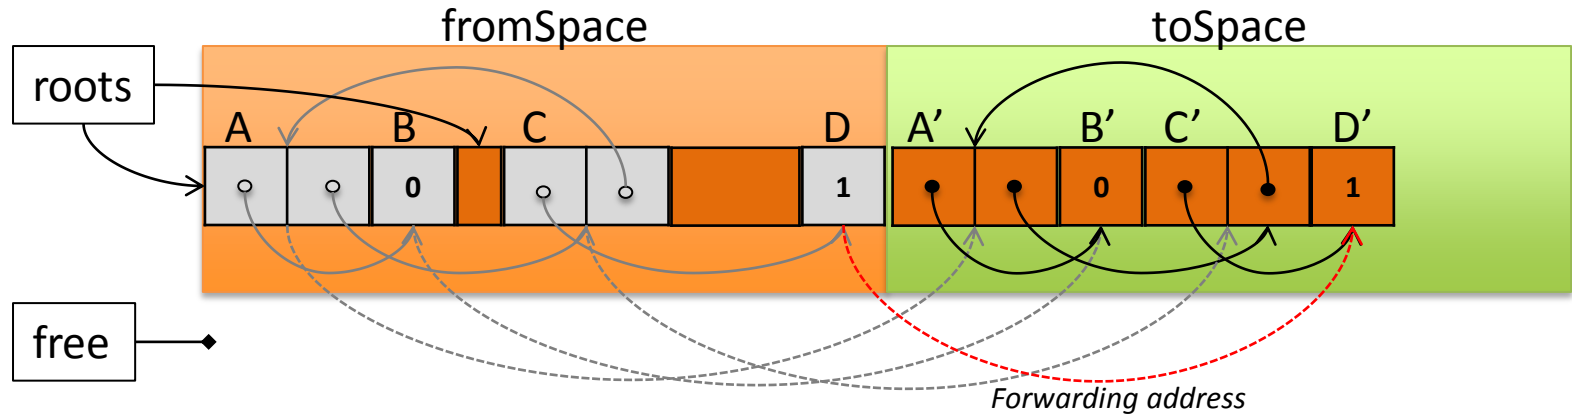 fromSpace
toSpace
roots
A
B
C
D
A’
B’
C’
D’
0
1
0
1
free
Forwarding address